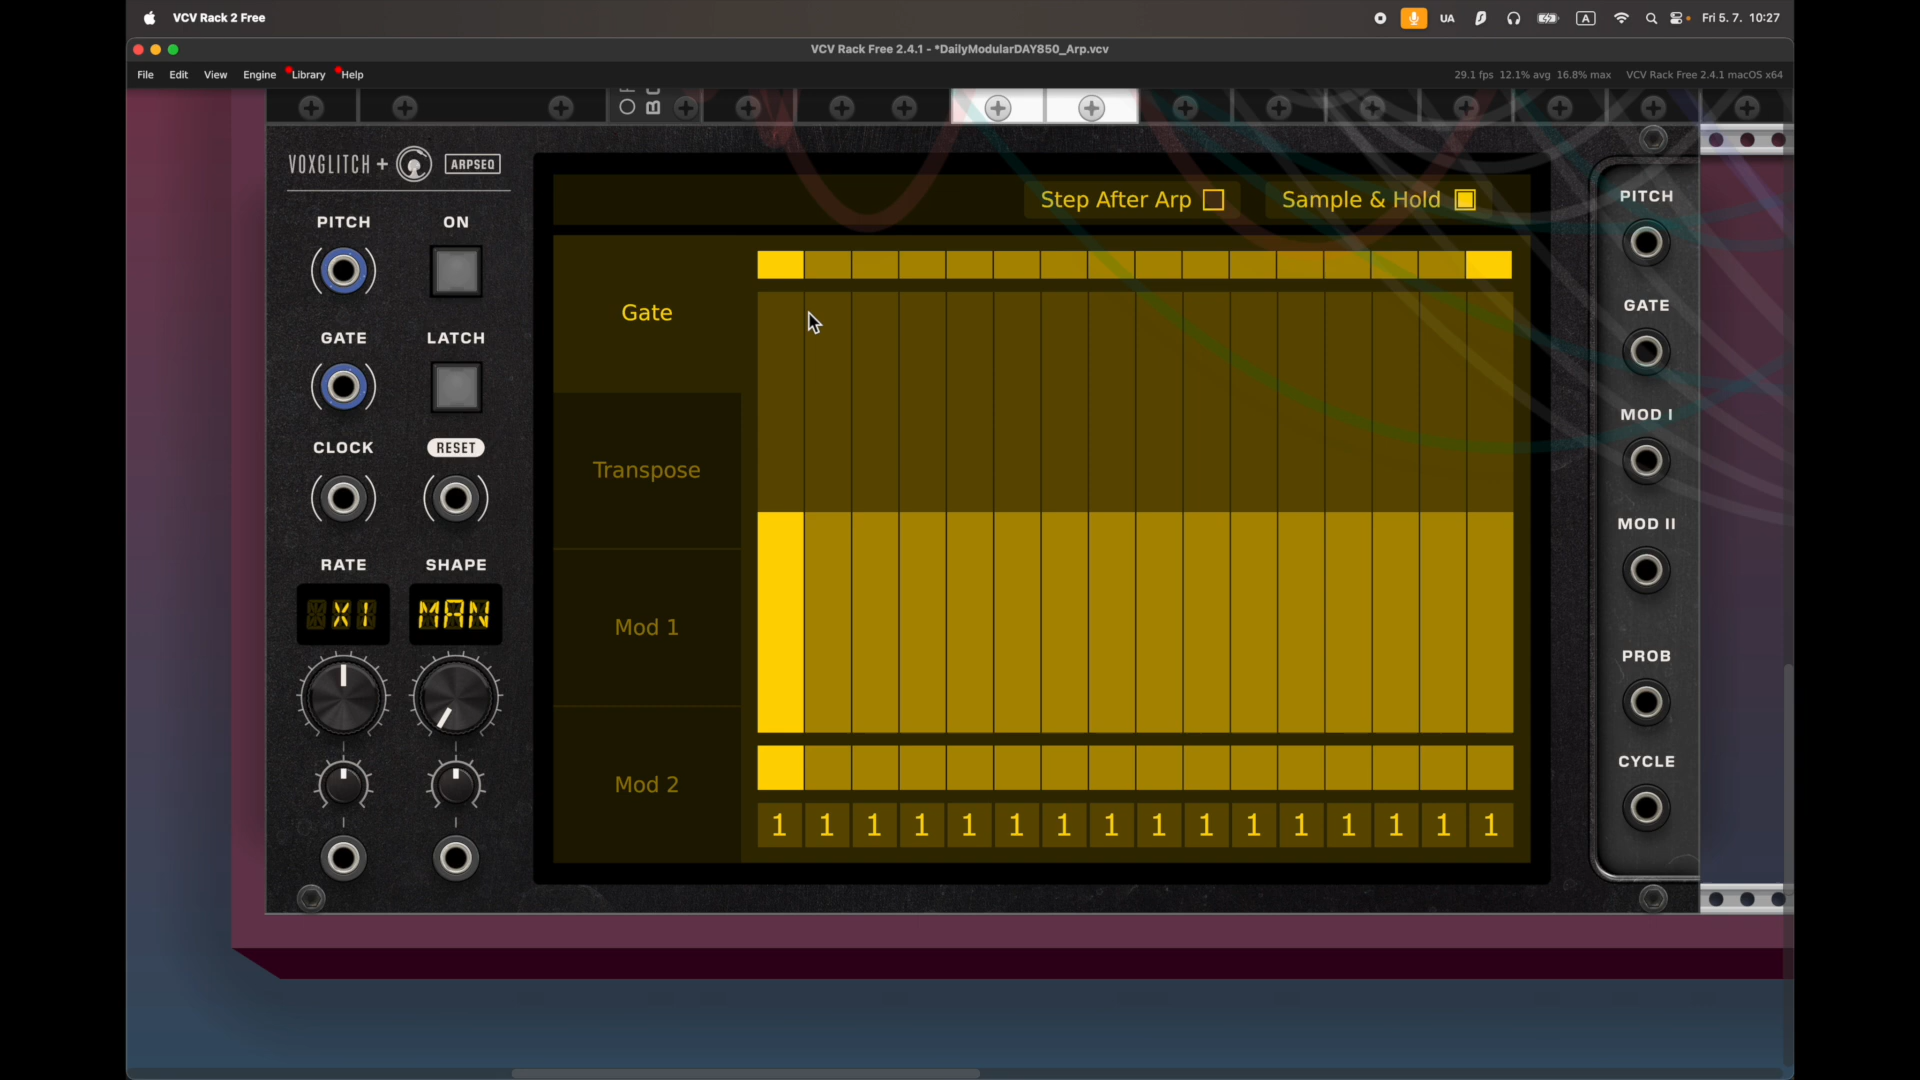 VCV Rack 2 Free
UA
A
Fri 5. 7. 10:27
VCV Rack Free 2.4.1 - *DailyModularDAY850_Arp.vcv
File Edit View Engine Library Help
29.1 fps 12.1% avg 16.8% max VCV Rack Free 2.4.1 macOS x64
VOXGLITCH + ARPSEQ
Step After Arp Sample & Hold
PITCH ON
GATE LATCH
CLOCK RESET
RATE SHAPE
X1 MAN
Gate
Transpose
Mod 1
Mod 2
1 1 1 1 1 1 1 1 1 1 1 1 1 1 1 1
PITCH
GATE
MOD I
MOD II
PROB
CYCLE